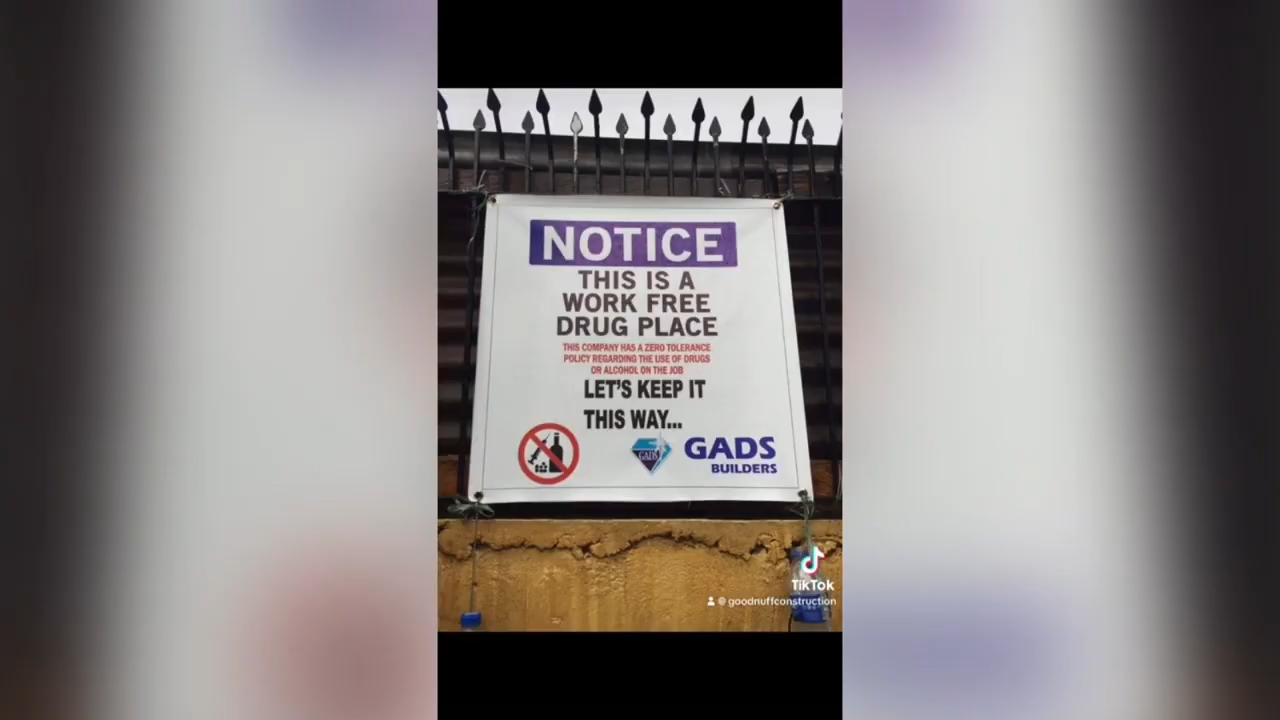 NOTICE
THIS IS A
WORK FREE
DRUG PLACE
THIS COMPANY HAS A ZERO TOLERANCE
POLICY REGARDING THE USE OF DRUGS
OR ALCOHOL ON THE JOB
LET'S KEEP IT
THIS WAY...
GADS
GADS
BUILDERS
TikTok
@ goodnuffconstruction